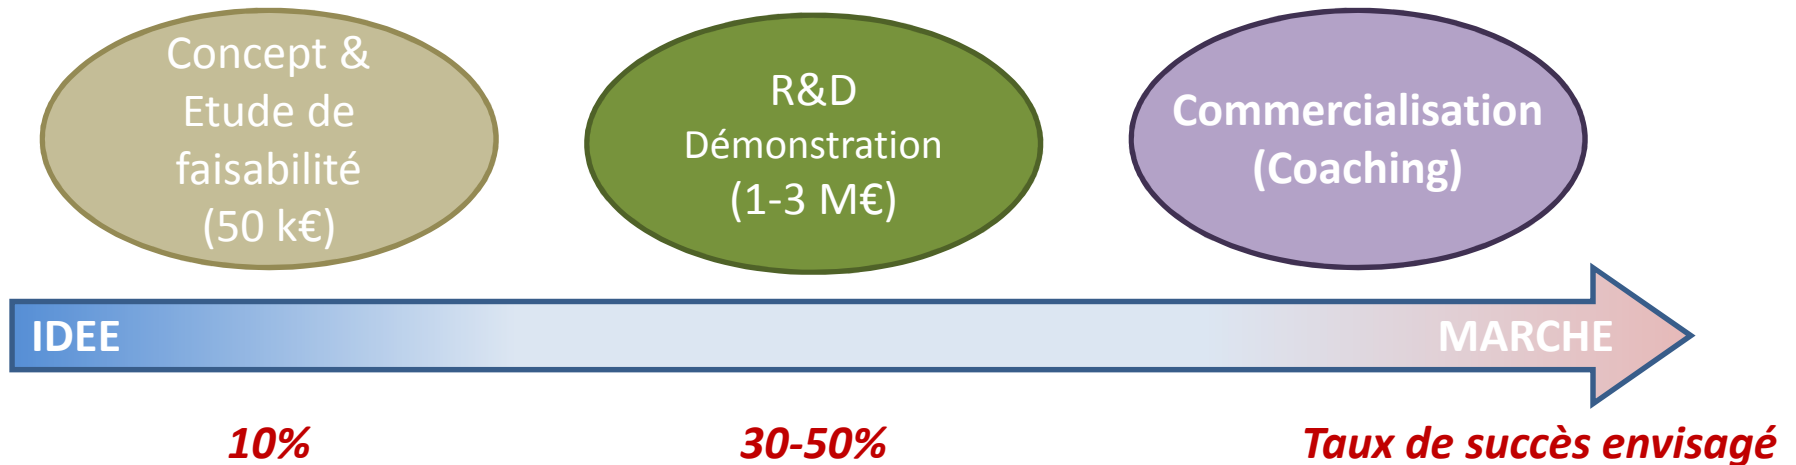 Concept &
Etude de
faisabilité
(50 k€)
R&D
Démonstration
(1-3 M€)
Commercialisation
(Coaching)
IDEE
MARCHE
10%
30-50%
Taux de succès envisagé